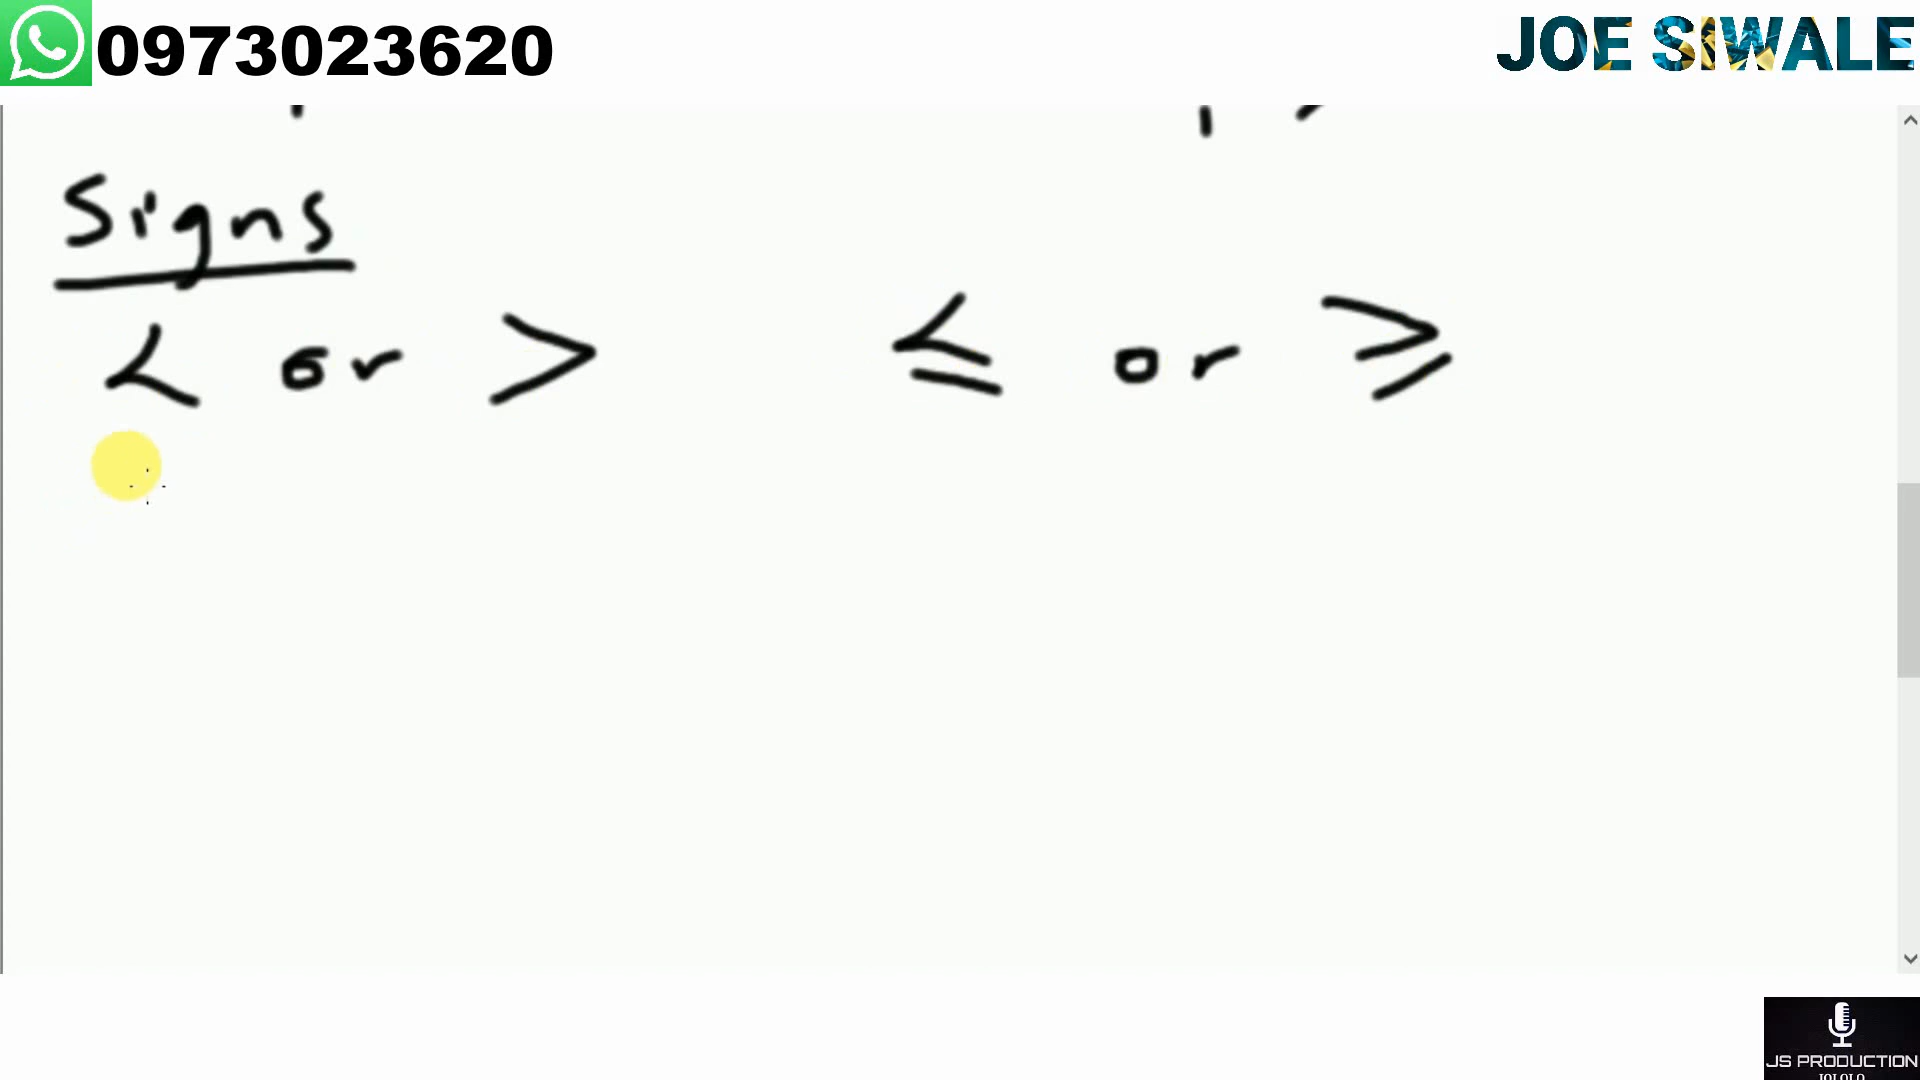 0973023620
JOE SIWALE
Signs
< or > ≤ or ≥
JS PRODUCTION